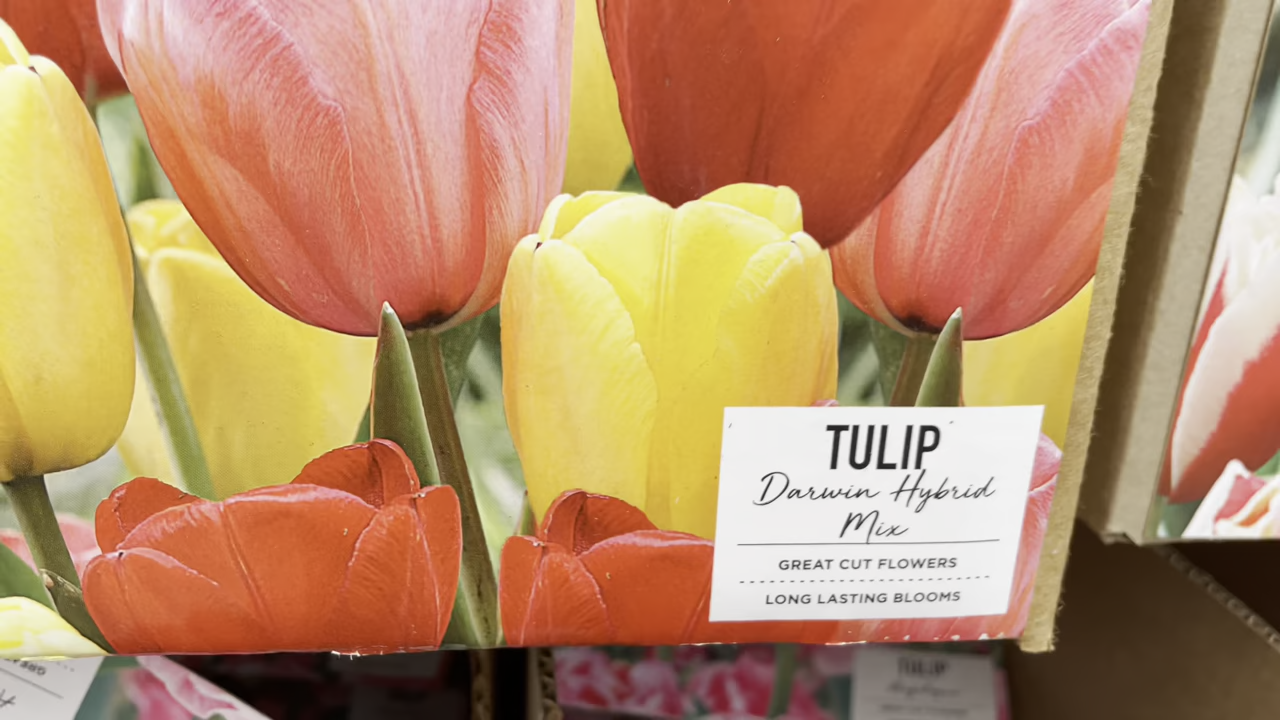 TULIP
Darwin Hybrid
Mix
GREAT CUT FLOWERS
LONG LASTING BLOOMS
TULIP